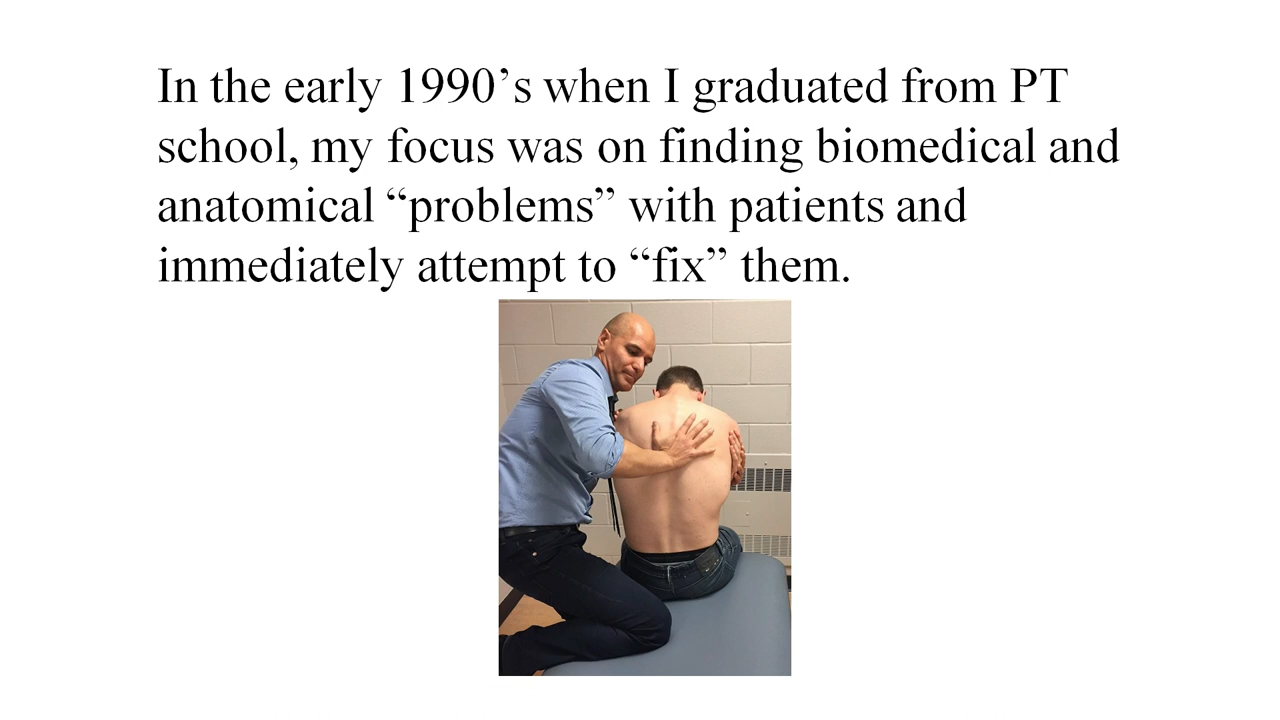 In the early 1990’s when I graduated from PT
school, my focus was on finding biomedical and
anatomical “problems” with patients and
immediately attempt to “fix” them.